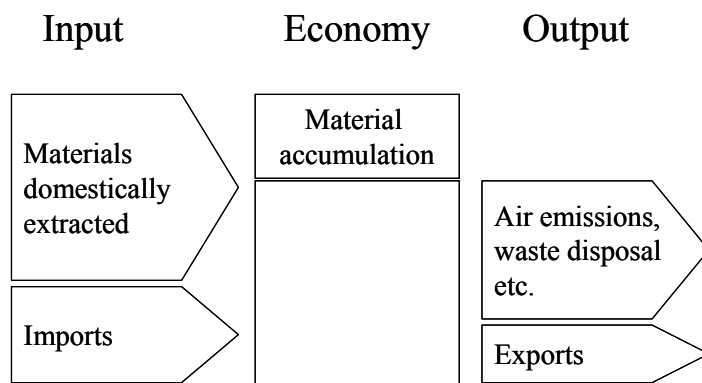 Input
Economy
Output
Materials
domestically
extracted
Imports
Material
accumulation
Air emissions,
waste disposal
etc.
Exports